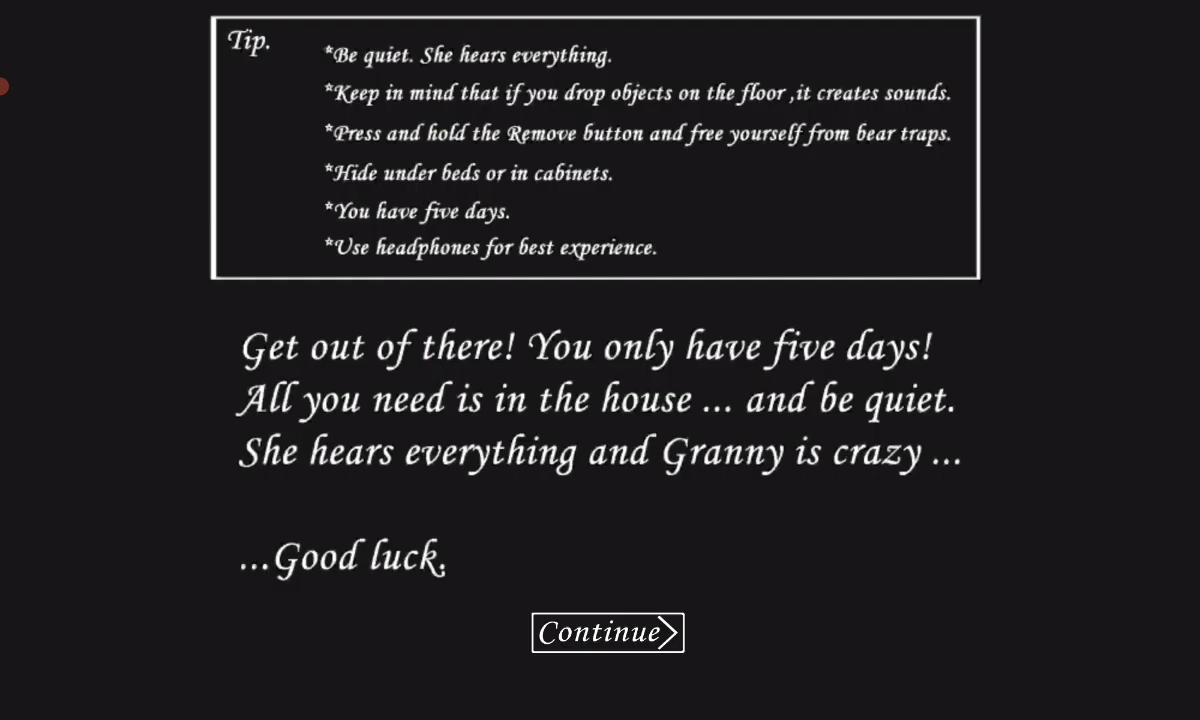 Tip.
*Be quiet. She hears everything.
*Keep in mind that if you drop objects on the floor ,it creates sounds.
*Press and hold the Remove button and free yourself from bear traps.
*Hide under beds or in cabinets.
*You have five days.
*Use headphones for best experience.
Get out of there! You only have five days!
All you need is in the house ... and be quiet.
She hears everything and Granny is crazy ...
...Good luck.
Continue